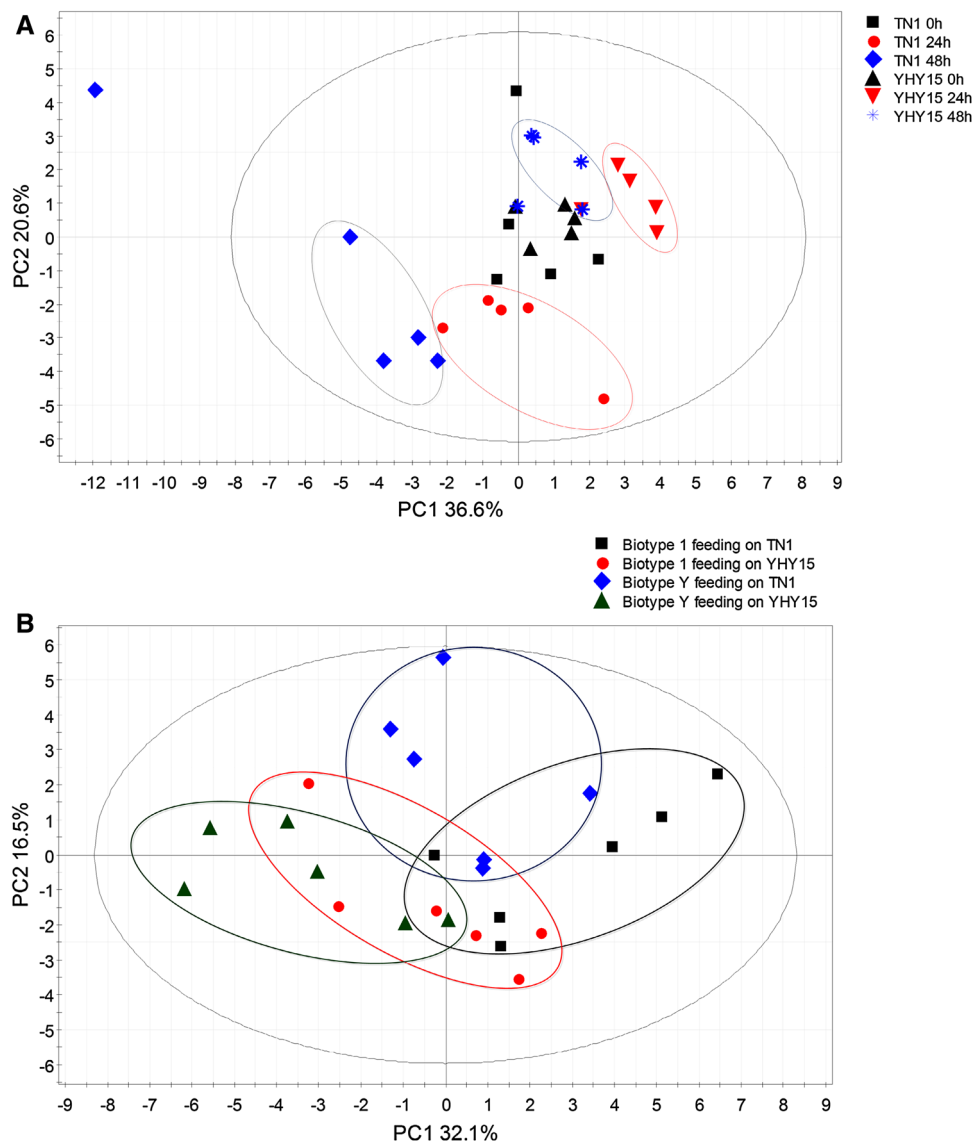 A
TN1 0h
TN1 24h
TN1 48h
YHY15 0h
YHY15 24h
YHY15 48h
6
5
4
3
2
1
0
-1
-2
-3
-4
-5
-6
PC2 20.6%
-12 -11 -10 -9 -8 -7 -6 -5 -4 -3 -2 -1 0 1 2 3 4 5 6 7 8 9
PC1 36.6%
Biotype 1 feeding on TN1
Biotype 1 feeding on YHY15
Biotype Y feeding on TN1
Biotype Y feeding on YHY15
B
6
5
4
3
2
1
0
-1
-2
-3
-4
-5
-6
PC2 16.5%
-9 -8 -7 -6 -5 -4 -3 -2 -1 0 1 2 3 4 5 6 7 8 9
PC1 32.1%